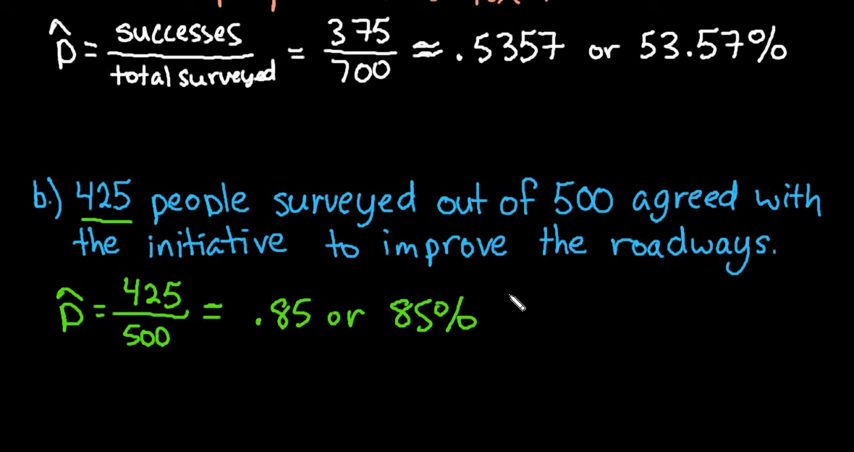 p̂ = successes / total surveyed = 375/700 ≈ .5357 or 53.57%
b.) 425 people surveyed out of 500 agreed with
the initiative to improve the roadways.
p̂ = 425/500 = .85 or 85%